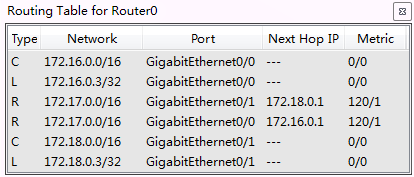 Routing Table for Router0
Type Network Port Next Hop IP Metric
C 172.16.0.0/16 GigabitEthernet0/0 --- 0/0
L 172.16.0.3/32 GigabitEthernet0/0 --- 0/0
R 172.17.0.0/16 GigabitEthernet0/1 172.18.0.1 120/1
R 172.17.0.0/16 GigabitEthernet0/0 172.16.0.1 120/1
C 172.18.0.0/16 GigabitEthernet0/1 --- 0/0
L 172.18.0.3/32 GigabitEthernet0/1 --- 0/0